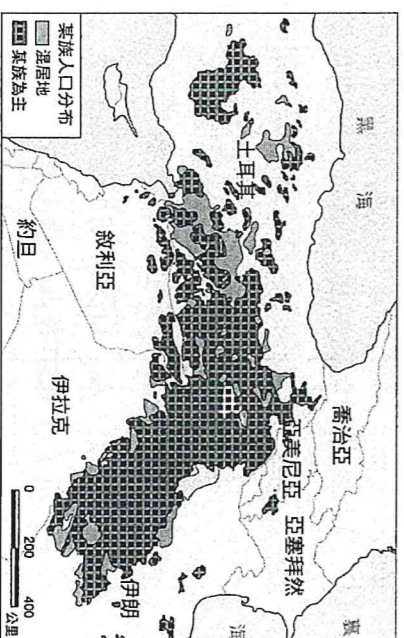 黑海
喬治亞
裏
海
土耳其
亞美尼亞
亞塞拜然
敘利亞
伊拉克
伊朗
約旦
某族人口分布
混居地
某族為主
0 200 400
公里